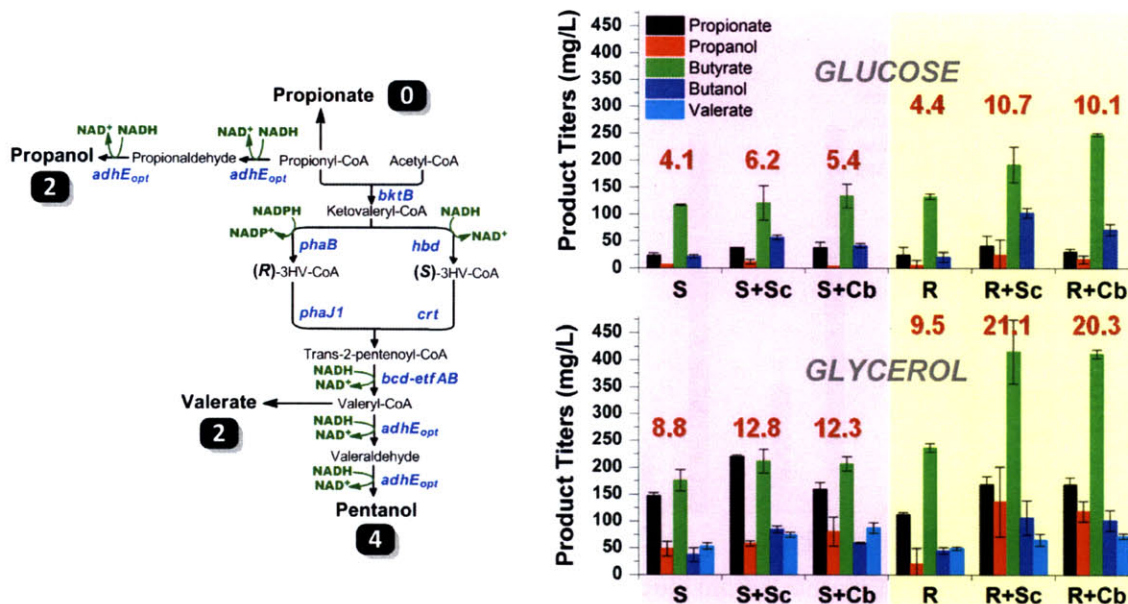 Propionate 0
NAD⁺ NADH
NAD⁺ NADH
Propanol
Propionaldehyde
Propionyl-CoA
Acetyl-CoA
2
adhEopt
adhEopt
bktB
Ketovaleryl-CoA
NADPH
NADH
NADP⁺
phaB
hbd
NAD⁺
(R)-3HV-CoA
(S)-3HV-CoA
phaJ1
crt
Trans-2-pentenoyl-CoA
NADH
NAD⁺
bcd-etfAB
Valerate
Valeryl-CoA
2
NADH
NAD⁺
adhEopt
Valeraldehyde
NADH
NAD⁺
adhEopt
Pentanol
4
Product Titers (mg/L)
450
400
350
300
250
200
150
100
50
0
Propionate
Propanol
Butyrate
Butanol
Valerate
GLUCOSE
4.1
6.2
5.4
4.4
10.7
10.1
S
S+Sc
S+Cb
R
R+Sc
R+Cb
Product Titers (mg/L)
450
400
350
300
250
200
150
100
50
0
GLYCEROL
8.8
12.8
12.3
9.5
21.1
20.3
S
S+Sc
S+Cb
R
R+Sc
R+Cb